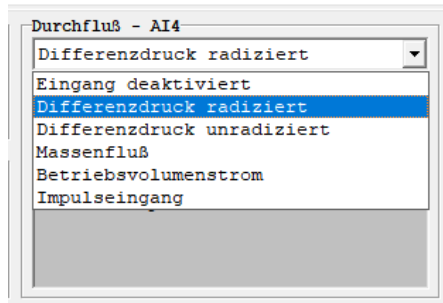 Durchfluß - AI4
Differenzdruck radiziert
Eingang deaktiviert
Differenzdruck radiziert
Differenzdruck unradiziert
Massenfluß
Betriebsvolumenstrom
Impulseingang